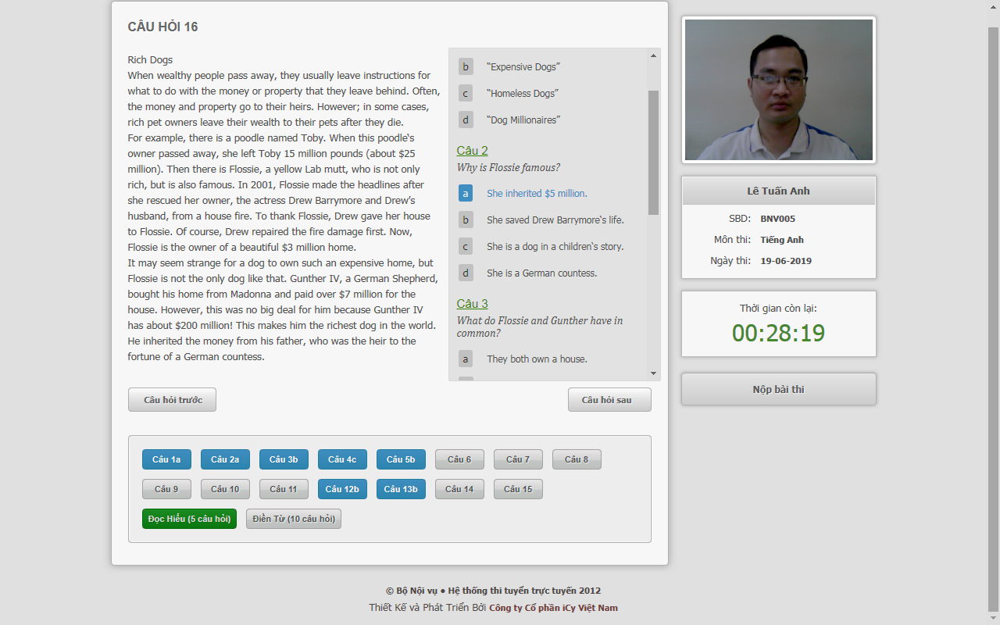 CÂU HỎI 16
Rich Dogs
When wealthy people pass away, they usually leave instructions for
what to do with the money or property that they leave behind. Often,
the money and property go to their heirs. However; in some cases,
rich pet owners leave their wealth to their pets after they die.
For example, there is a poodle named Toby. When this poodle‛s
owner passed away, she left Toby 15 million pounds (about $25
million). Then there is Flossie, a yellow Lab mutt, who is not only
rich, but is also famous. In 2001, Flossie made the headlines after
she rescued her owner, the actress Drew Barrymore and Drew’s
husband, from a house fire. To thank Flossie, Drew gave her house
to Flossie. Of course, Drew repaired the fire damage first. Now,
Flossie is the owner of a beautiful $3 million home.
It may seem strange for a dog to own such an expensive home, but
Flossie is not the only dog like that. Gunther IV, a German Shepherd,
bought his home from Madonna and paid over $7 million for the
house. However, this was no big deal for him because Gunther IV
has about $200 million! This makes him the richest dog in the world.
He inherited the money from his father, who was the heir to the
fortune of a German countess.
b “Expensive Dogs”
c “Homeless Dogs”
d “Dog Millionaires”
Câu 2
Why is Flossie famous?
a She inherited $5 million.
b She saved Drew Barrymore‛s life.
c She is a dog in a children‛s story.
d She is a German countess.
Câu 3
What do Flossie and Gunther have in
common?
a They both own a house.
Câu hỏi trước
Câu hỏi sau
Câu 1a Câu 2a Câu 3b Câu 4c Câu 5b Câu 6 Câu 7 Câu 8
Câu 9 Câu 10 Câu 11 Câu 12b Câu 13b Câu 14 Câu 15
Đọc Hiểu (5 câu hỏi) Điền Từ (10 câu hỏi)
Lê Tuấn Anh
SBD: BNV005
Môn thi: Tiếng Anh
Ngày thi: 19-06-2019
Thời gian còn lại:
00:28:19
Nộp bài thi
© Bộ Nội vụ ● Hệ thống thi tuyển trực tuyến 2012
Thiết Kế và Phát Triển Bởi Công ty Cổ phần iCy Việt Nam